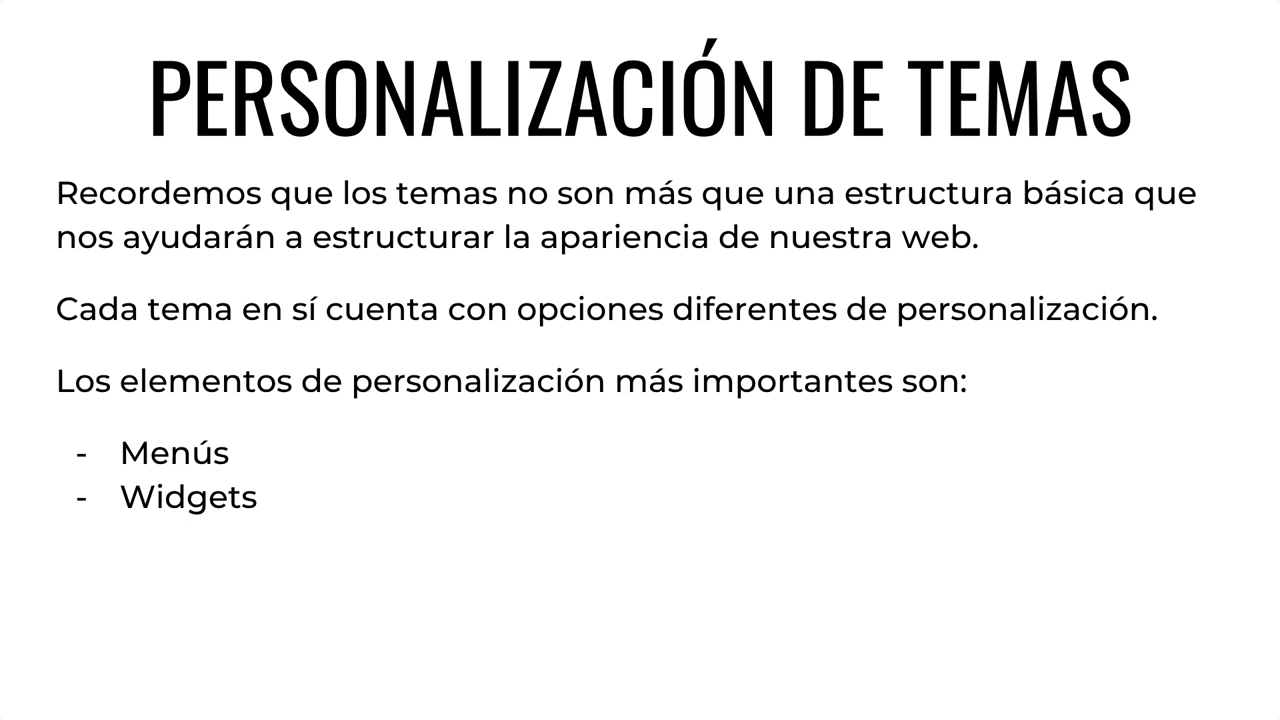 PERSONALIZACIÓN DE TEMAS
Recordemos que los temas no son más que una estructura básica que
nos ayudarán a estructurar la apariencia de nuestra web.
Cada tema en sí cuenta con opciones diferentes de personalización.
Los elementos de personalización más importantes son:
- Menús
- Widgets